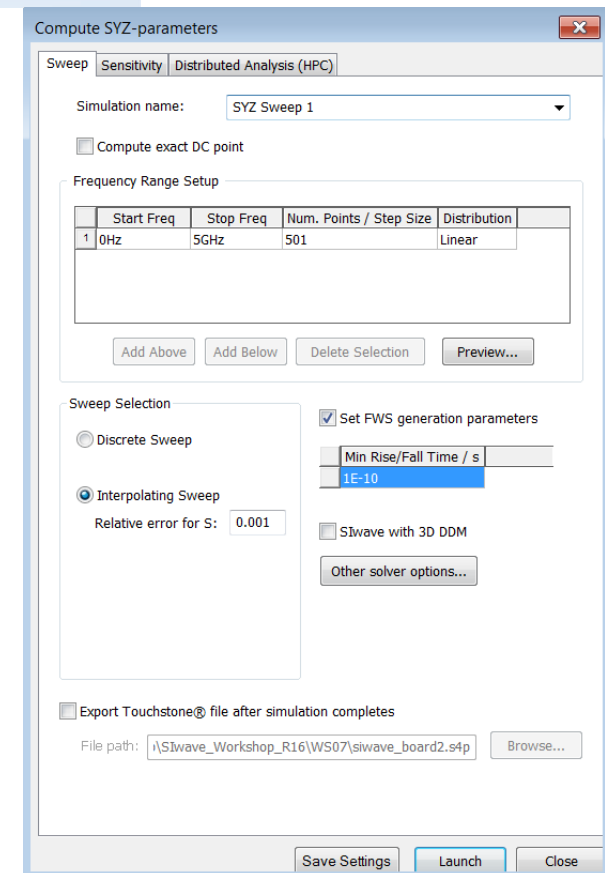 Compute SYZ-parameters
Sweep Sensitivity Distributed Analysis (HPC)
Simulation name: SYZ Sweep 1
Compute exact DC point
Frequency Range Setup
Start Freq Stop Freq Num. Points / Step Size Distribution
1 0Hz 5GHz 501 Linear
Add Above Add Below Delete Selection Preview...
Sweep Selection
Set FWS generation parameters
Discrete Sweep
Min Rise/Fall Time / s
1E-10
Interpolating Sweep
Relative error for S: 0.001
SIwave with 3D DDM
Other solver options...
Export Touchstone® file after simulation completes
File path: \SIwave_Workshop_R16\WS07\siwave_board2.s4p Browse...
Save Settings Launch Close